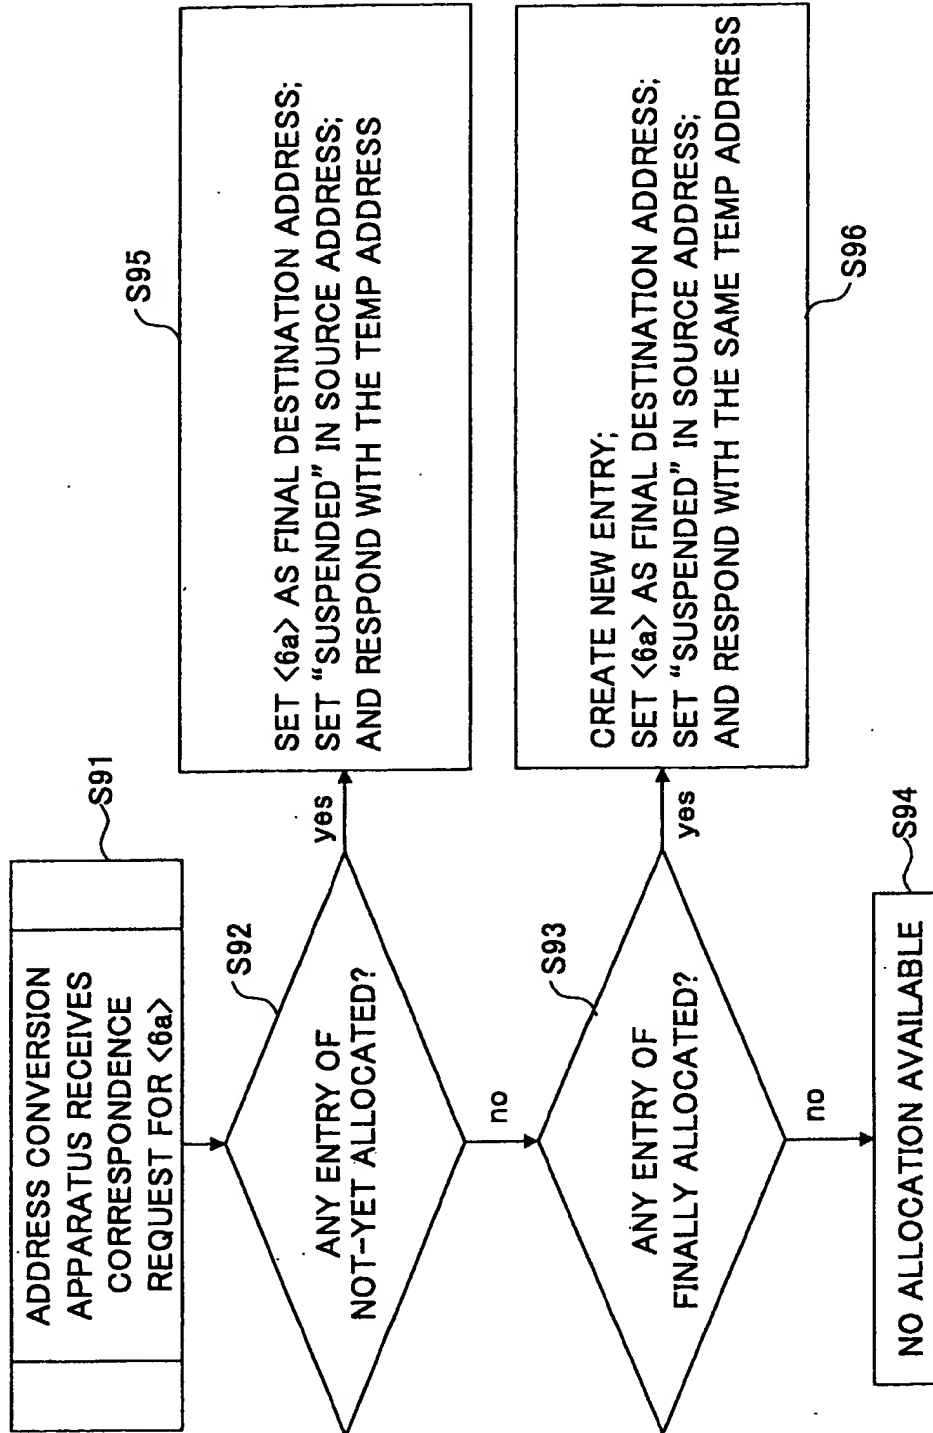 S91
ADDRESS CONVERSION
APPARATUS RECEIVES
CORRESPONDENCE
REQUEST FOR <6a>
S92
ANY ENTRY OF
NOT-YET ALLOCATED?
yes
no
S95
SET <6a> AS FINAL DESTINATION ADDRESS;
SET “SUSPENDED” IN SOURCE ADDRESS;
AND RESPOND WITH THE TEMP ADDRESS
S93
ANY ENTRY OF
FINALLY ALLOCATED?
yes
no
S96
CREATE NEW ENTRY;
SET <6a> AS FINAL DESTINATION ADDRESS;
SET “SUSPENDED” IN SOURCE ADDRESS;
AND RESPOND WITH THE SAME TEMP ADDRESS
S94
NO ALLOCATION AVAILABLE